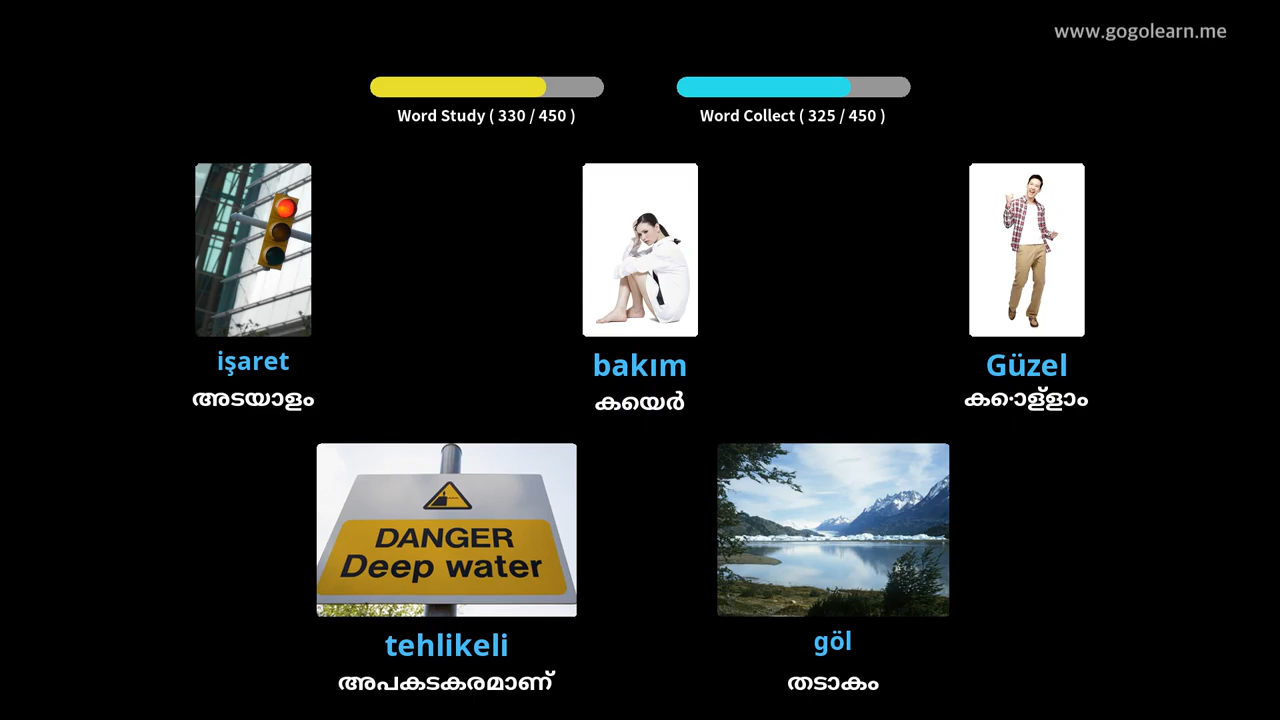 www.gogolearn.me
Word Study ( 330 / 450 )
Word Collect ( 325 / 450 )
işaret
bakım
Güzel
അടയാളം
കയെർ
കൊള്ളാം
DANGER
Deep water
tehlikeli
göl
അപകടകരമാണ്
തടാകം